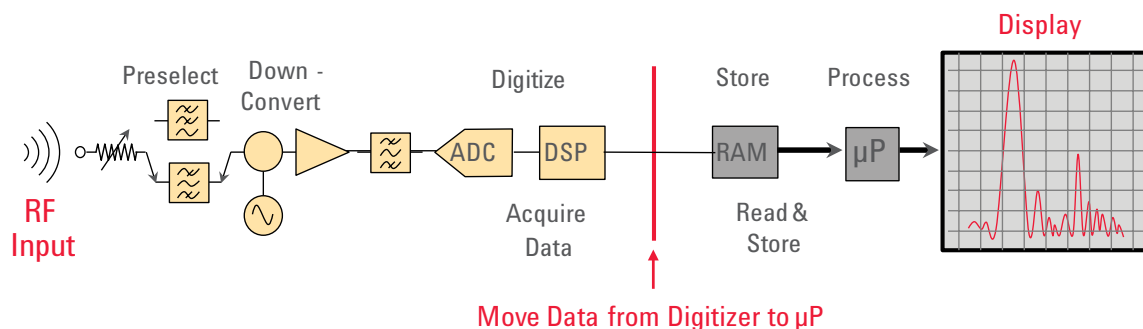 Display
Preselect
Down -
Convert
Digitize
Store
Process
ADC
DSP
RAM
µP
RF
Input
Acquire
Data
Read &
Store
Move Data from Digitizer to µP